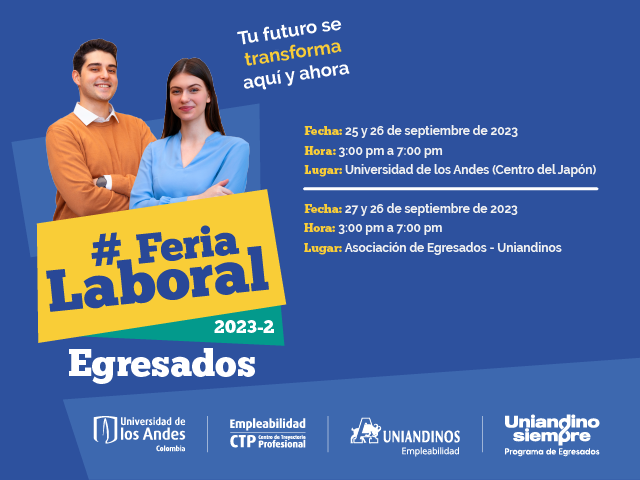 Tu futuro se
transforma
aquí y ahora
Fecha: 25 y 26 de septiembre de 2023
Hora: 3:00 pm a 7:00 pm
Lugar: Universidad de los Andes (Centro del Japón)
Fecha: 27 y 26 de septiembre de 2023
Hora: 3:00 pm a 7:00 pm
Lugar: Asociación de Egresados - Uniandinos
# Feria
Laboral
2023-2
Egresados
Universidad de
los Andes
Colombia
Empleabilidad
CTP Centro de Trayectoria
Profesional
UNIANDINOS
Empleabilidad
Uniandino
siempre
Programa de Egresados